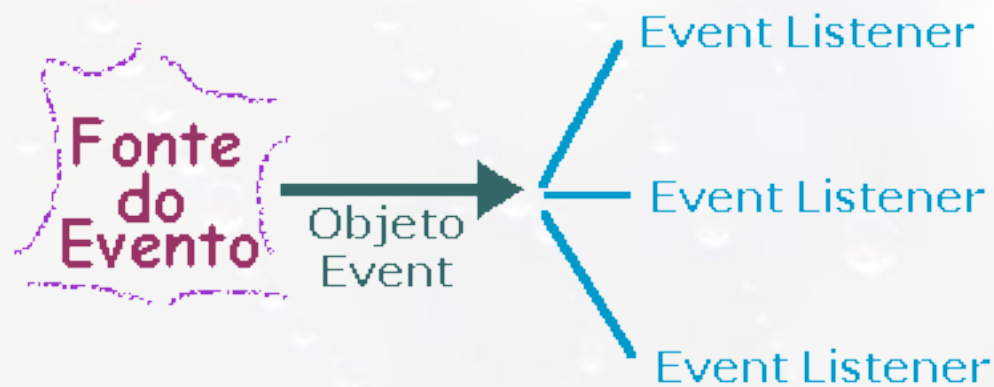 Fonte
do
Evento
Objeto
Event
Event Listener
Event Listener
Event Listener